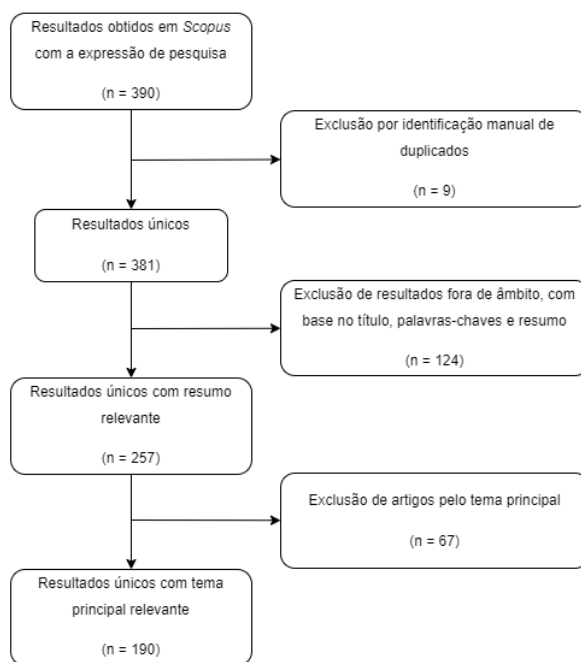 Resultados obtidos em Scopus
com a expressão de pesquisa
(n = 390)
Exclusão por identificação manual de
duplicados
(n = 9)
Resultados únicos
(n = 381)
Exclusão de resultados fora de âmbito, com
base no título, palavras-chaves e resumo
(n = 124)
Resultados únicos com resumo
relevante
(n = 257)
Exclusão de artigos pelo tema principal
(n = 67)
Resultados únicos com tema
principal relevante
(n = 190)